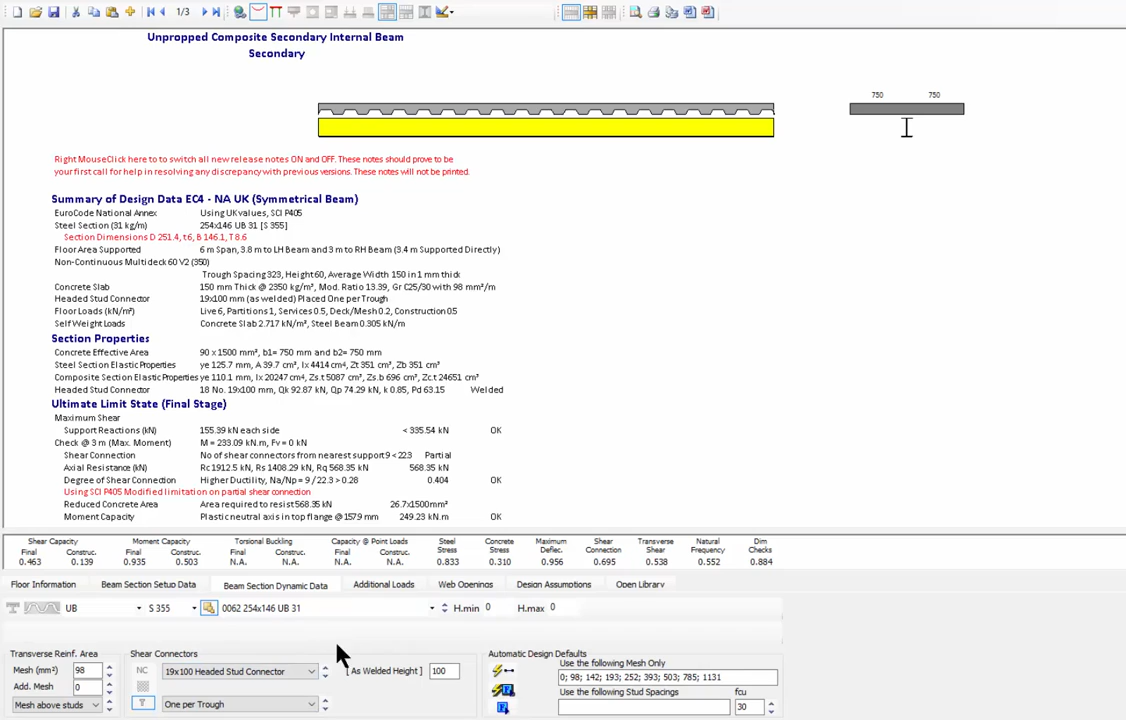 1/3
Unpropped Composite Secondary Internal Beam
Secondary
750 750
Right MouseClick here to to switch all new release notes ON and OFF. These notes should prove to be
your first call for help in resolving any discrepancy with previous versions. These notes will not be printed.
Summary of Design Data EC4 - NA UK (Symmetrical Beam)
EuroCode National Annex Using UK values, SCI P405
Steel Section (31 kg/m) 254x146 UB 31 [S 355]
Section Dimensions D 251.4, t 6, B 146.1, T 8.6
Floor Area Supported 6 m Span, 3.8 m to LH Beam and 3 m to RH Beam (3.4 m Supported Directly)
Non-Continuous Multideck 60 V2 (350)
Trough Spacing 323, Height 60, Average Width 150 in 1 mm thick
Concrete Slab 150 mm Thick @ 2350 kg/m³, Mod. Ratio 13.39, Gr C25/30 with 98 mm²/m
Headed Stud Connector 19x100 mm (as welded) Placed One per Trough
Floor Loads (kN/m²) Live 6, Partitions 1, Services 0.5, Deck/Mesh 0.2, Construction 0.5
Self Weight Loads Concrete Slab 2.717 kN/m², Steel Beam 0.305 kN/m
Section Properties
Concrete Effective Area 90 x 1500 mm², b1= 750 mm and b2= 750 mm
Steel Section Elastic Properties ye 125.7 mm, A 39.7 cm², Ix 4414 cm4, Zt 351 cm³, Zb 351 cm³
Composite Section Elastic Properties ye 110.1 mm, Ix 20247 cm4, Zs.t 5087 cm³, Zs.b 696 cm³, Zc.t 24651 cm³
Headed Stud Connector 18 No. 19x100 mm, Qk 92.87 kN, Qp 74.29 kN, k 0.85, Pd 63.15 Welded
Ultimate Limit State (Final Stage)
Maximum Shear
Support Reactions (kN) 155.39 kN each side < 335.54 kN OK
Check @ 3 m (Max. Moment) M = 233.09 kN.m, Fv = 0 kN
Shear Connection No of shear connectors from nearest support 9 < 22.3 Partial
Axial Resistance (kN) Rc 1912.5 kN, Rs 1408.29 kN, Rq 568.35 kN 568.35 kN
Degree of Shear Connection Higher Ductility, Na/Np = 9 / 22.3 > 0.28 0.404 OK
Using SCI P405 Modified limitation on partial shear connection
Reduced Concrete Area Area required to resist 568.35 kN 26.7x1500mm²
Moment Capacity Plastic neutral axis in top flange @ 157.9 mm 249.23 kN.m OK
Shear Capacity Moment Capacity Torsional Buckling Capacity @ Point Loads Steel Concrete Maximum Shear Transverse Natural Dim
Final Construc. Final Construc. Final Construc. Final Construc. Stress Stress Deflec. Connection Shear Frequency Checks
0.463 0.139 0.935 0.503 N.A. N.A. N.A. N.A. 0.833 0.310 0.956 0.695 0.538 0.552 0.884
Floor Information Beam Section Setup Data Beam Section Dynamic Data Additional Loads Web Openings Design Assumptions Open Library
UB S 355 0062 254x146 UB 31 H.min 0 H.max 0
Transverse Reinf. Area Shear Connectors Automatic Design Defaults
Mesh (mm²) 98 NC 19x100 Headed Stud Connector [ As Welded Height ] 100 Use the following Mesh Only
0; 98; 142; 193; 252; 393; 503; 785; 1131
Add. Mesh 0 Use the following Stud Spacings fcu
Mesh above studs T One per Trough 30